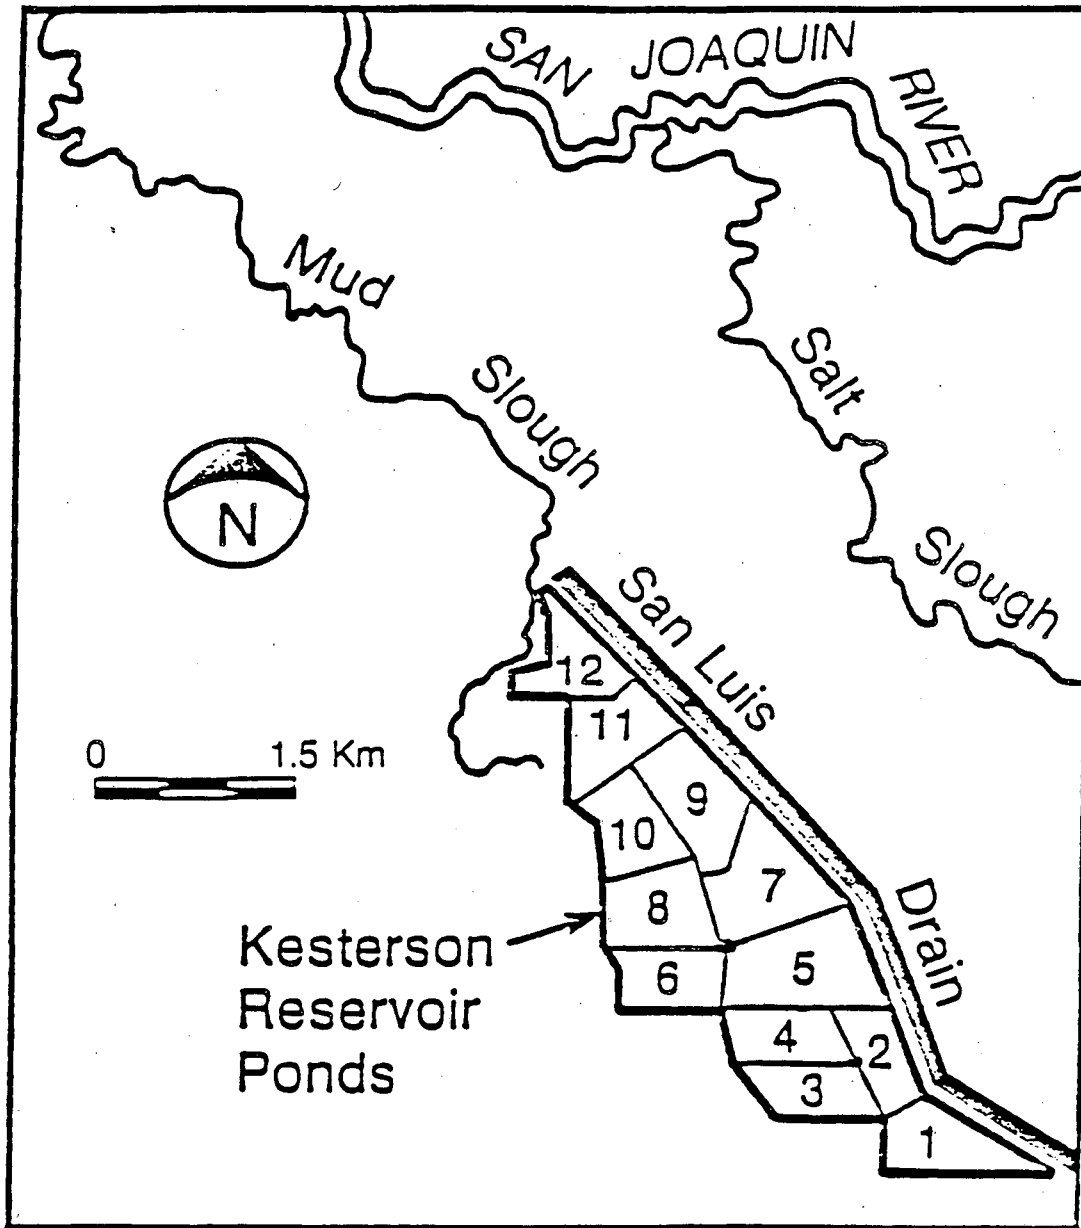 SAN JOAQUIN RIVER
Mud Slough
Salt Slough
N
San Luis Drain
0 1.5 Km
12
11
9
10
7
8
5
6
4
2
3
1
Kesterson
Reservoir
Ponds